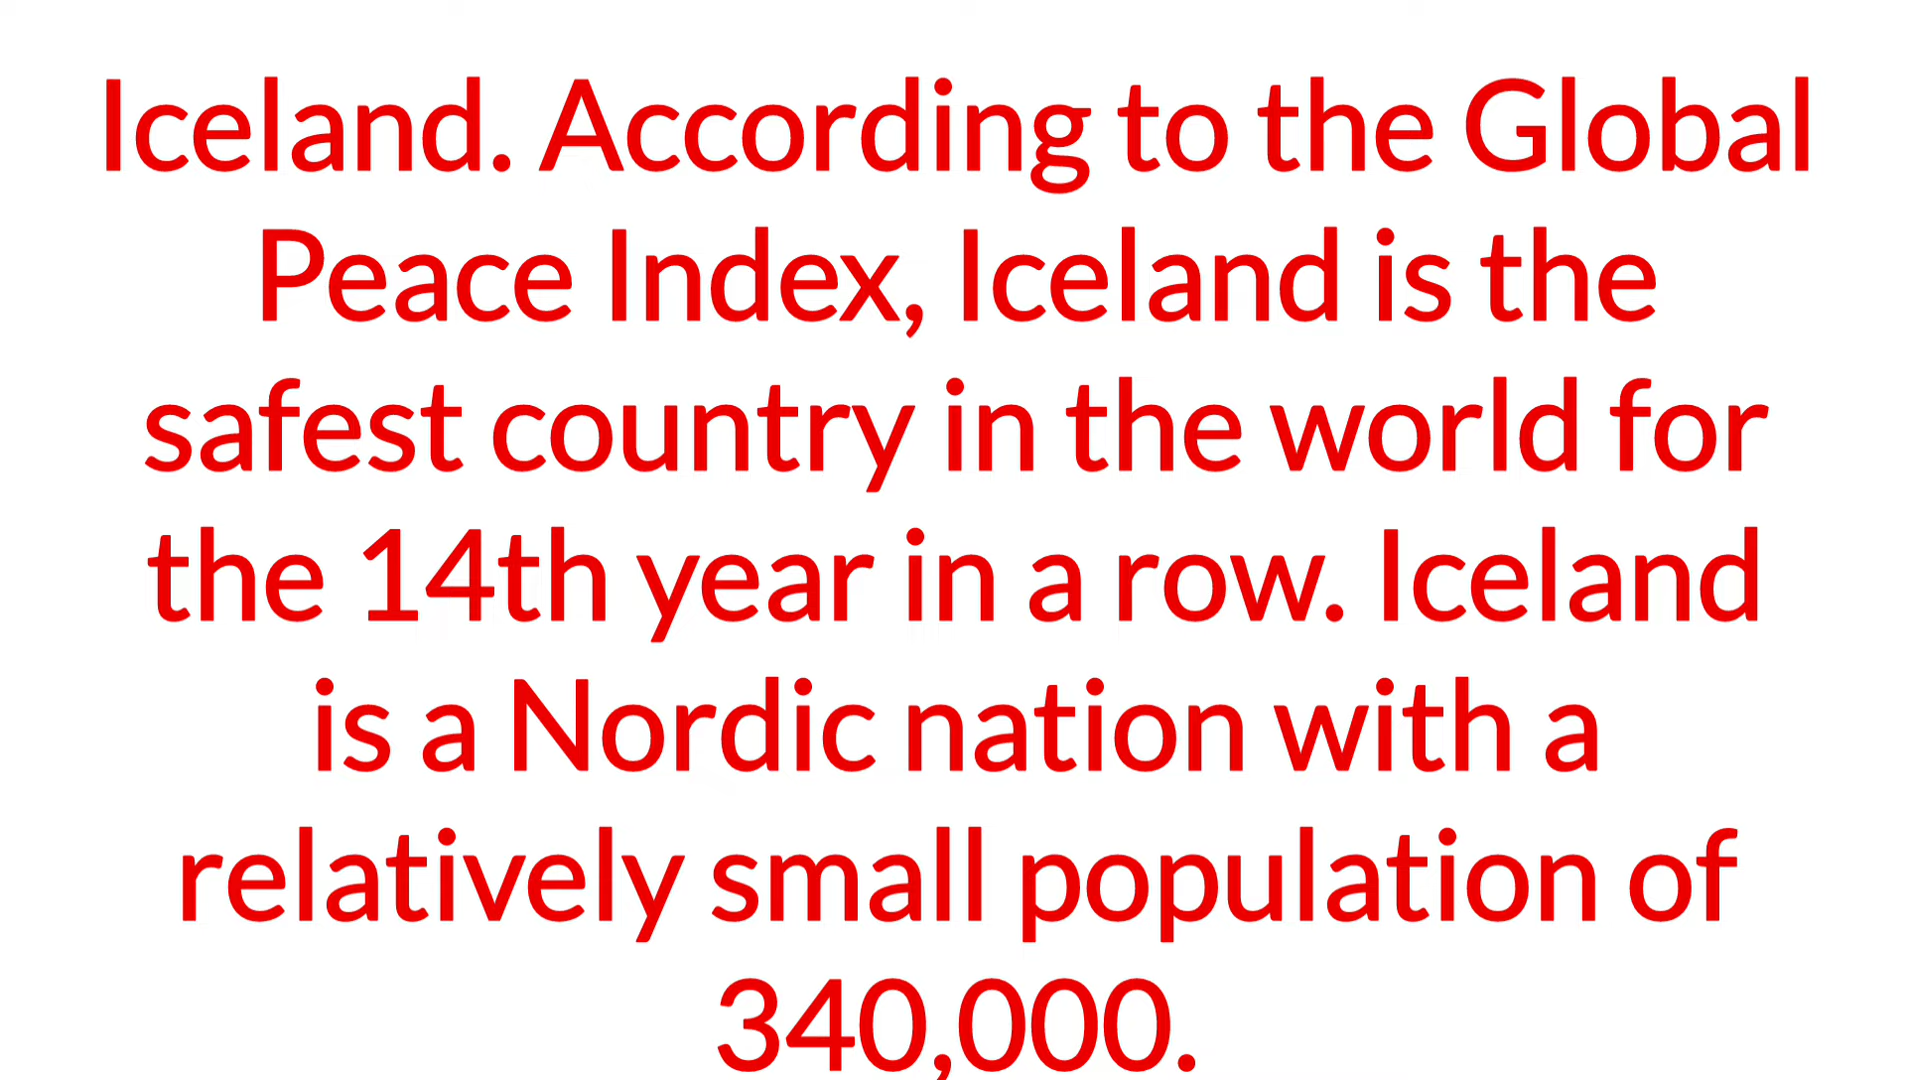 Iceland. According to the Global
Peace Index, Iceland is the
safest country in the world for
the 14th year in a row. Iceland
is a Nordic nation with a
relatively small population of
340,000.